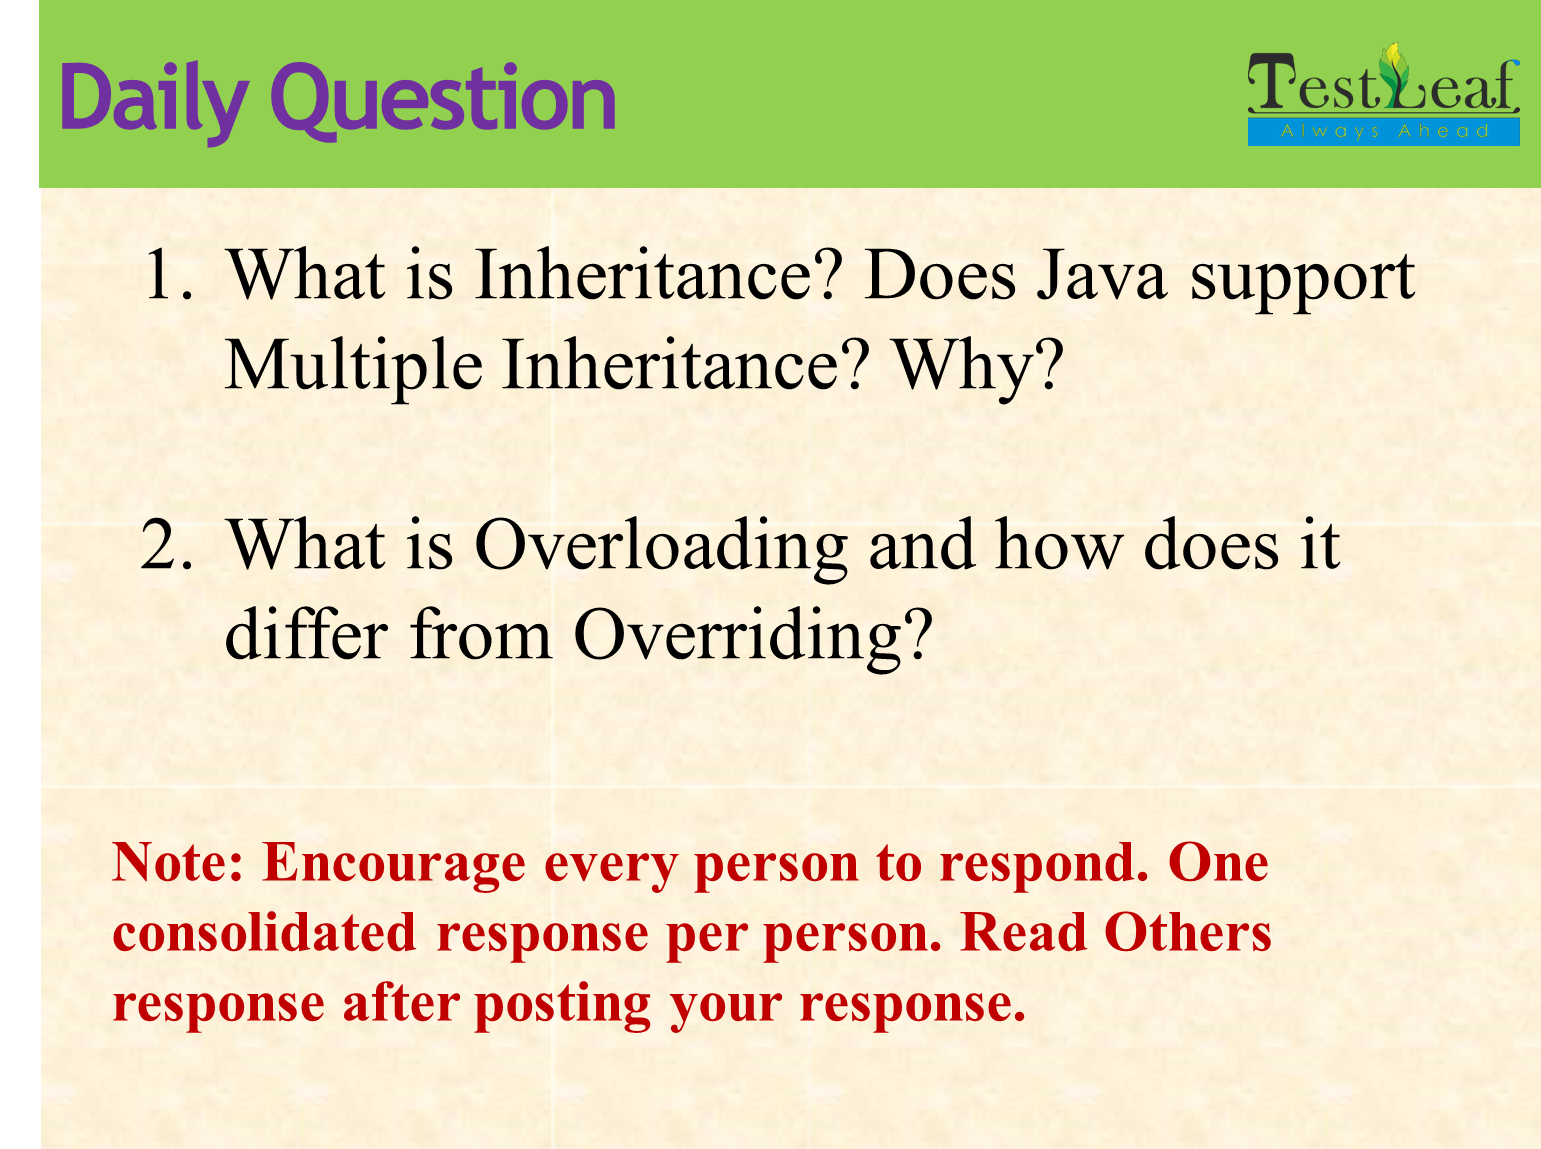 Daily Question
TestLeaf
Always Ahead
1. What is Inheritance? Does Java support
Multiple Inheritance? Why?
2. What is Overloading and how does it
differ from Overriding?
Note: Encourage every person to respond. One
consolidated response per person. Read Others
response after posting your response.